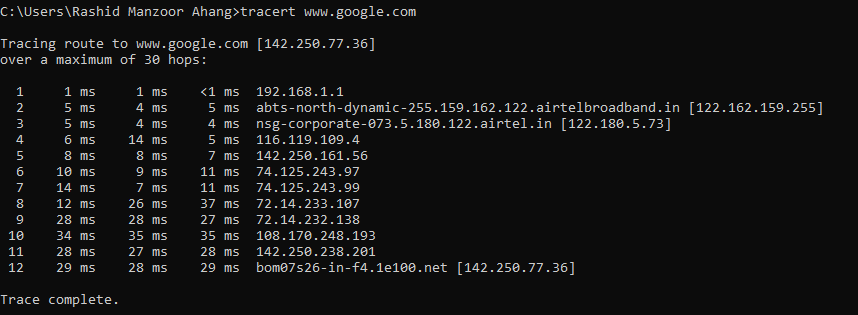 C:\Users\Rashid Manzoor Ahang>tracert www.google.com
Tracing route to www.google.com [142.250.77.36]
over a maximum of 30 hops:
1 1 ms 1 ms <1 ms 192.168.1.1
2 5 ms 4 ms 5 ms abts-north-dynamic-255.159.162.122.airtelbroadband.in [122.162.159.255]
3 5 ms 4 ms 4 ms nsg-corporate-073.5.180.122.airtel.in [122.180.5.73]
4 6 ms 14 ms 5 ms 116.119.109.4
5 8 ms 8 ms 7 ms 142.250.161.56
6 10 ms 9 ms 11 ms 74.125.243.97
7 14 ms 7 ms 11 ms 74.125.243.99
8 12 ms 26 ms 37 ms 72.14.233.107
9 28 ms 28 ms 27 ms 72.14.232.138
10 34 ms 35 ms 35 ms 108.170.248.193
11 28 ms 27 ms 28 ms 142.250.238.201
12 29 ms 28 ms 29 ms bom07s26-in-f4.1e100.net [142.250.77.36]
Trace complete.